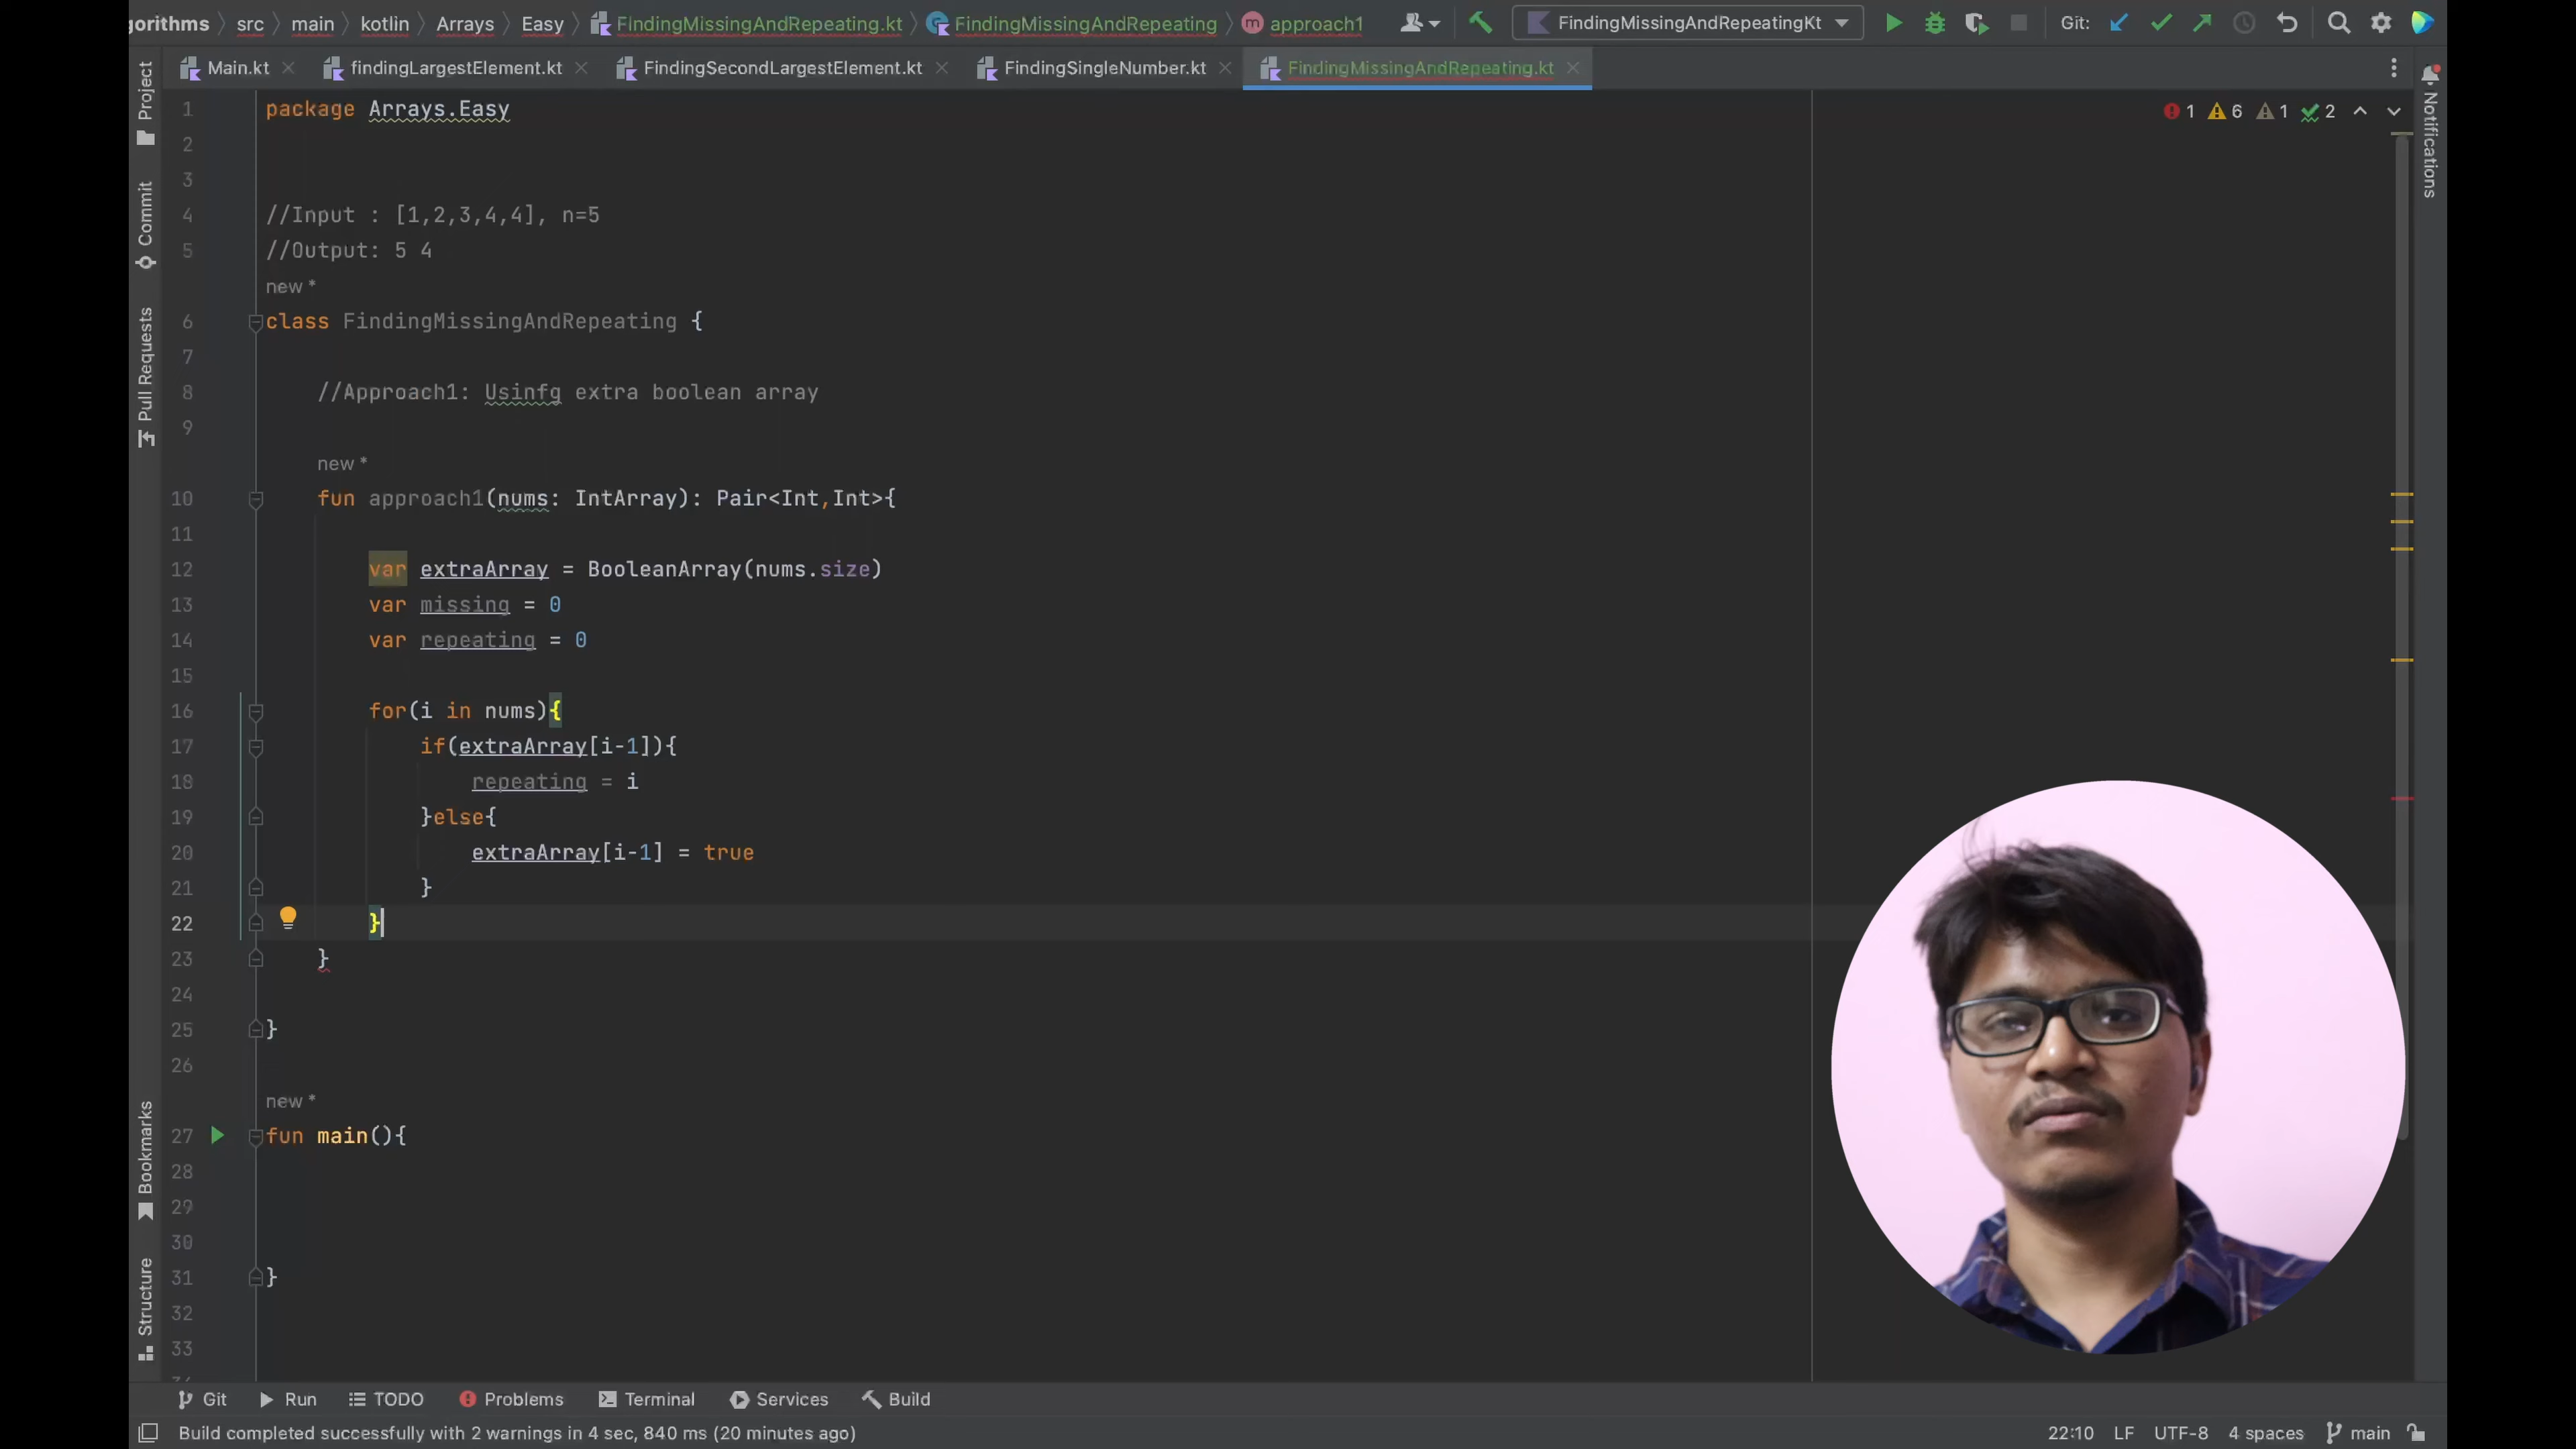 gorithms src main kotlin Arrays Easy FindingMissingAndRepeating.kt FindingMissingAndRepeating approach1 FindingMissingAndRepeatingKt Git:
Main.kt findingLargestElement.kt FindingSecondLargestElement.kt FindingSingleNumber.kt FindingMissingAndRepeating.kt
Project
Commit
Pull Requests
Bookmarks
Structure
Notifications
1 6 1 2
1 package Arrays.Easy
2
3
4 //Input : [1,2,3,4,4], n=5
5 //Output: 5 4
new *
6 class FindingMissingAndRepeating {
7
8 //Approach1: Usinfg extra boolean array
9
new *
10 fun approach1(nums: IntArray): Pair<Int,Int>{
11
12 var extraArray = BooleanArray(nums.size)
13 var missing = 0
14 var repeating = 0
15
16 for(i in nums){
17 if(extraArray[i-1]){
18 repeating = i
19 }else{
20 extraArray[i-1] = true
21 }
22 }
23 }
24
25 }
26
new *
27 fun main(){
28
29
30
31 }
32
33
Git Run TODO Problems Terminal Services Build
Build completed successfully with 2 warnings in 4 sec, 840 ms (20 minutes ago) 22:10 LF UTF-8 4 spaces main